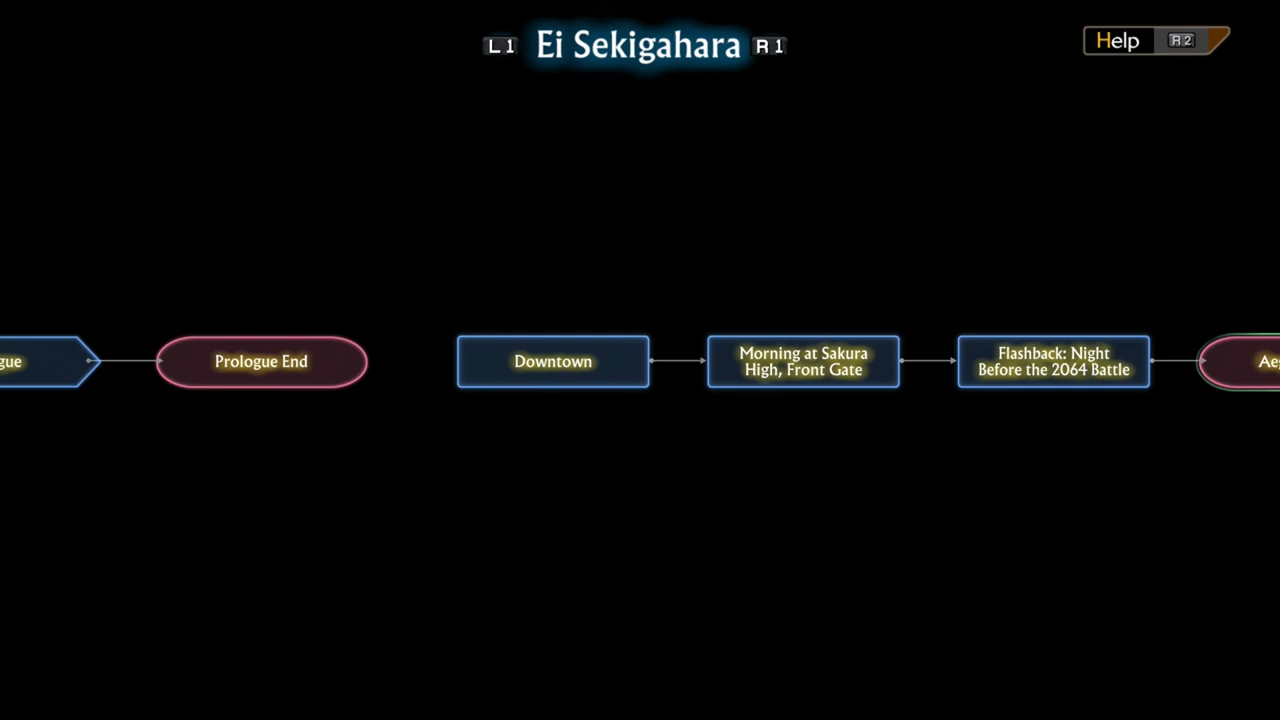 L1 Ei Sekigahara R1
Help R2
gue
Prologue End
Downtown
Morning at Sakura
High, Front Gate
Flashback: Night
Before the 2064 Battle